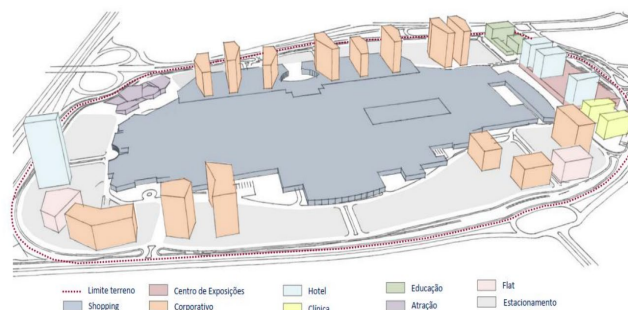 Limite terreno
Centro de Exposições
Hotel
Educação
Flat
Shopping
Corporativo
Clínica
Atração
Estacionamento